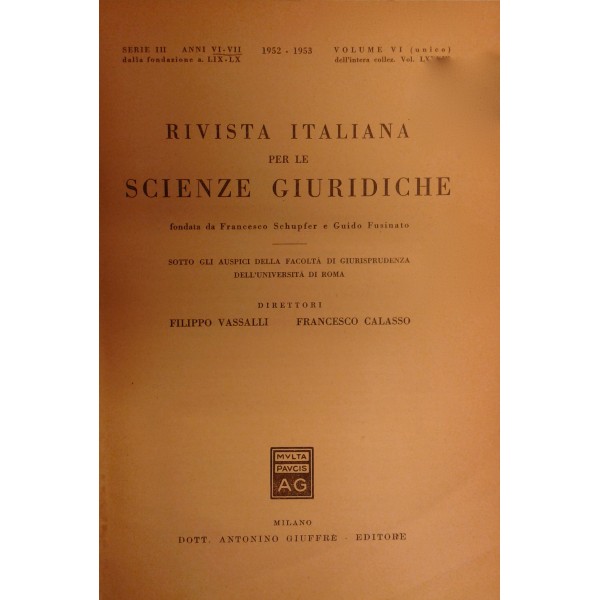 SERIE III ANNI VI-VII 1952 - 1953 VOLUME VI (unico)
dalla fondazione a. LIX-LX dell'intera collez. Vol.
RIVISTA ITALIANA
PER LE
SCIENZE GIURIDICHE
fondata da Francesco Schupfer e Guido Fusinato
SOTTO GLI AUSPICI DELLA FACOLTÀ DI GIURISPRUDENZA
DELL'UNIVERSITÀ DI ROMA
DIRETTORI
FILIPPO VASSALLI FRANCESCO CALASSO
MVLTA
PAVCIS
AG
MILANO
DOTT. ANTONINO GIUFFRÈ - EDITORE